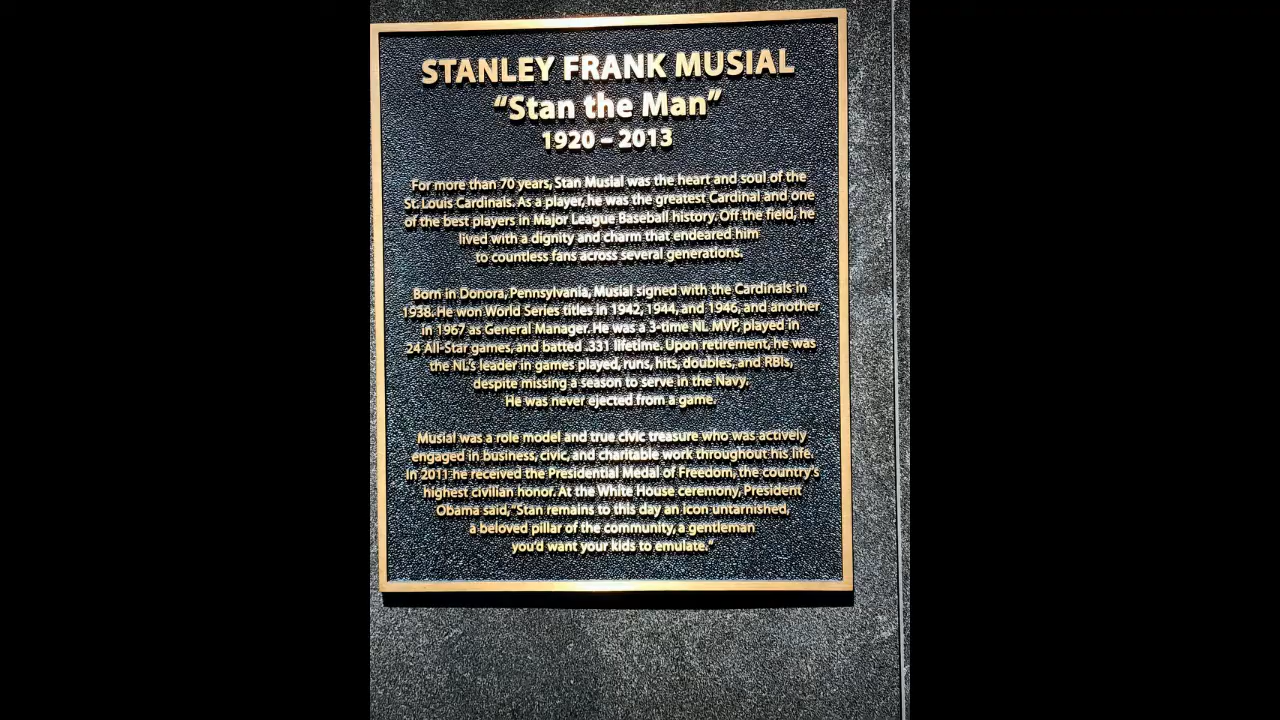 STANLEY FRANK MUSIAL
“Stan the Man”
1920 – 2013
For more than 70 years, Stan Musial was the heart and soul of the
St. Louis Cardinals. As a player, he was the greatest Cardinal and one
of the best players in Major League Baseball history. Off the field, he
lived with a dignity and charm that endeared him
to countless fans across several generations.
Born in Donora, Pennsylvania, Musial signed with the Cardinals in
1938. He won World Series titles in 1942, 1944, and 1946, and another
in 1967 as General Manager. He was a 3-time NL MVP, played in
24 All-Star games, and batted .331 lifetime. Upon retirement, he was
the NL’s leader in games played, runs, hits, doubles, and RBIs,
despite missing a season to serve in the Navy.
He was never ejected from a game.
Musial was a role model and true civic treasure who was actively
engaged in business, civic, and charitable work throughout his life.
In 2011 he received the Presidential Medal of Freedom, the country’s
highest civilian honor. At the White House ceremony, President
Obama said, “Stan remains to this day an icon untarnished,
a beloved pillar of the community, a gentleman
you’d want your kids to emulate.”